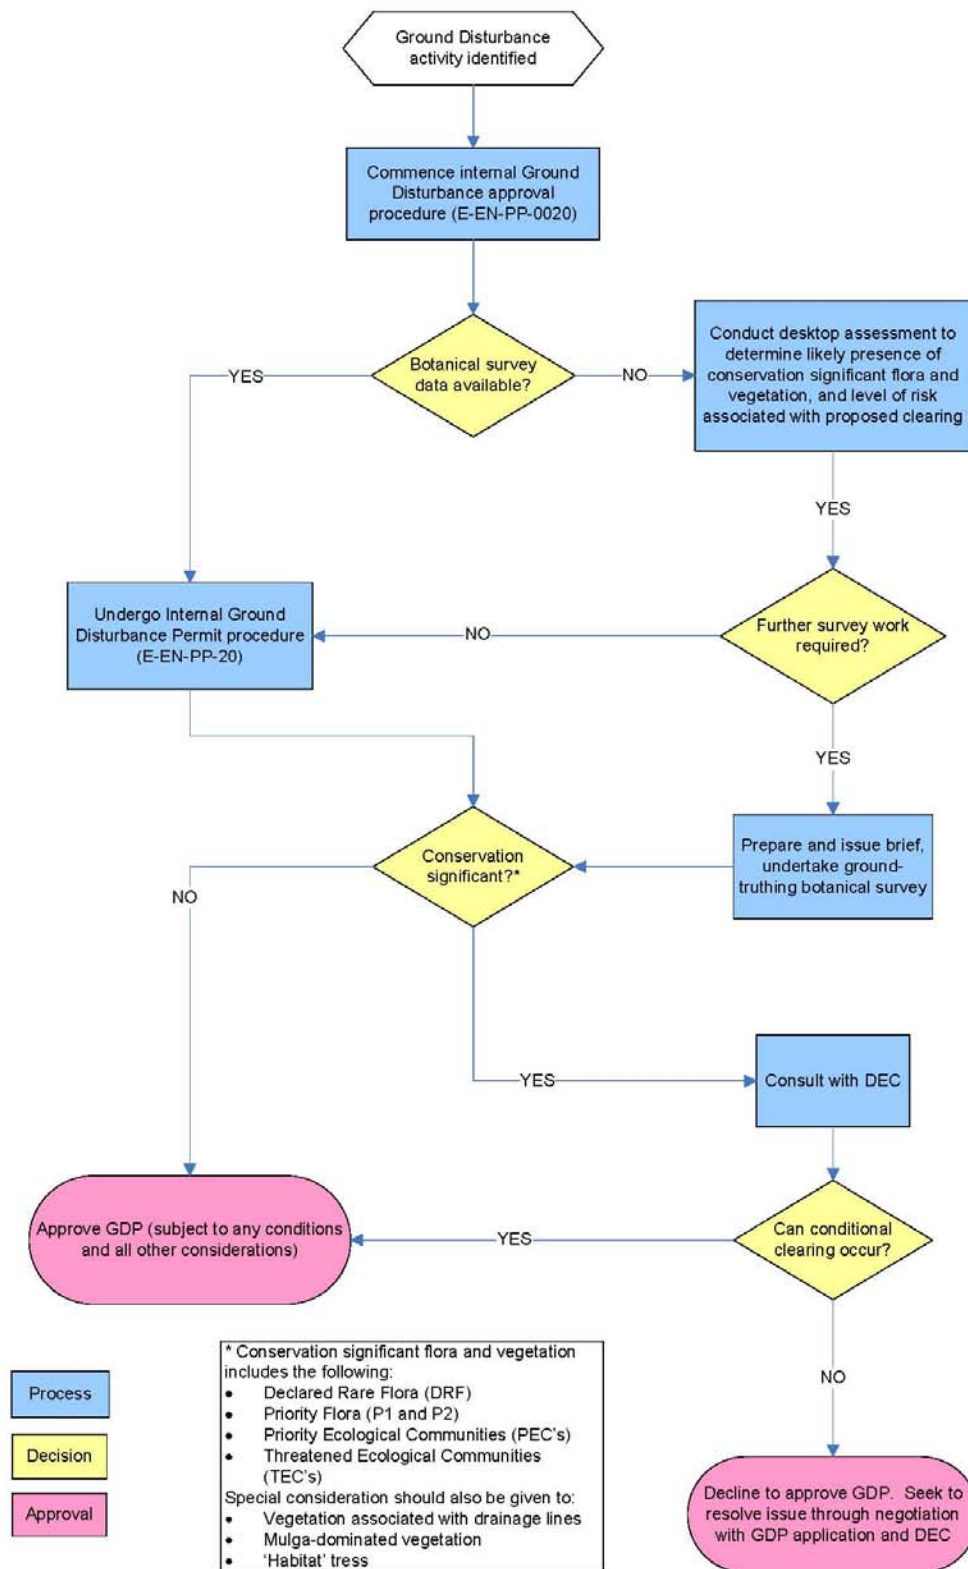 Ground Disturbance
activity identified
Commence internal Ground
Disturbance approval
procedure (E-EN-PP-0020)
Botanical survey
data available?
YES
NO
Conduct desktop assessment to
determine likely presence of
conservation significant flora and
vegetation, and level of risk
associated with proposed clearing
YES
Undergo Internal Ground
Disturbance Permit procedure
(E-EN-PP-20)
NO
Further survey work
required?
YES
Conservation
significant?*
Prepare and issue brief,
undertake ground-
truthing botanical survey
NO
YES
Consult with DEC
Approve GDP (subject to any conditions
and all other considerations)
YES
Can conditional
clearing occur?
NO
Process
Decision
Approval
* Conservation significant flora and vegetation
includes the following:
• Declared Rare Flora (DRF)
• Priority Flora (P1 and P2)
• Priority Ecological Communities (PEC's)
• Threatened Ecological Communities
(TEC's)
Special consideration should also be given to:
• Vegetation associated with drainage lines
• Mulga-dominated vegetation
• 'Habitat' tress
Decline to approve GDP. Seek to
resolve issue through negotiation
with GDP application and DEC